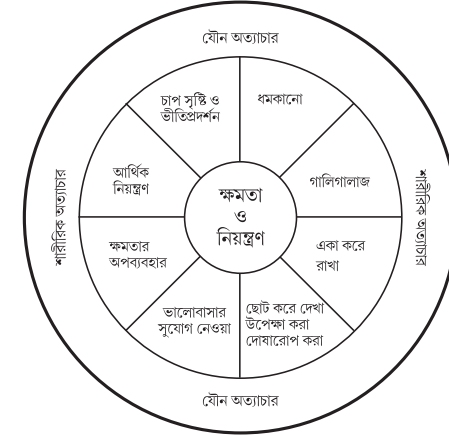 যৌন অত্যাচার
চাপ সৃষ্টি ও
ভীতিপ্রদর্শন
ধমকানো
আর্থিক
নিয়ন্ত্রণ
গালিগালাজ
শারীরিক অত্যাচার
শারীরিক অত্যাচার
ক্ষমতা
ও
নিয়ন্ত্রণ
ক্ষমতার
অপব্যবহার
একা করে
রাখা
ভালোবাসার
সুযোগ নেওয়া
ছোট করে দেখা
উপেক্ষা করা
দোষারোপ করা
যৌন অত্যাচার